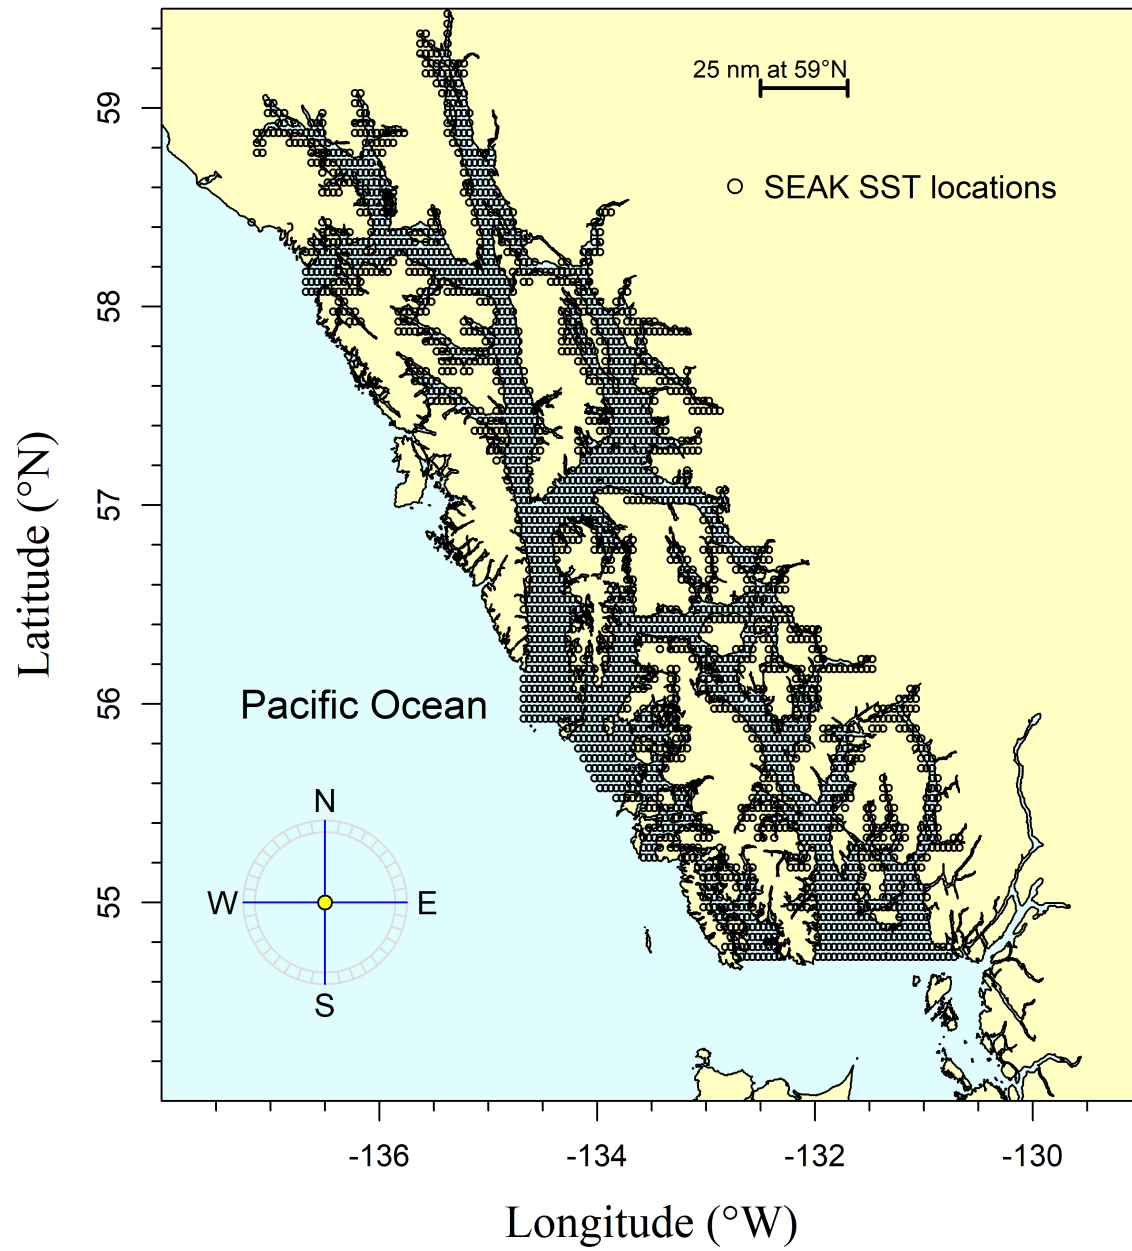 25 nm at 59°N
SEAK SST locations
59
58
57
56
55
Latitude (°N)
Pacific Ocean
N
W
E
S
-136
-134
-132
-130
Longitude (°W)